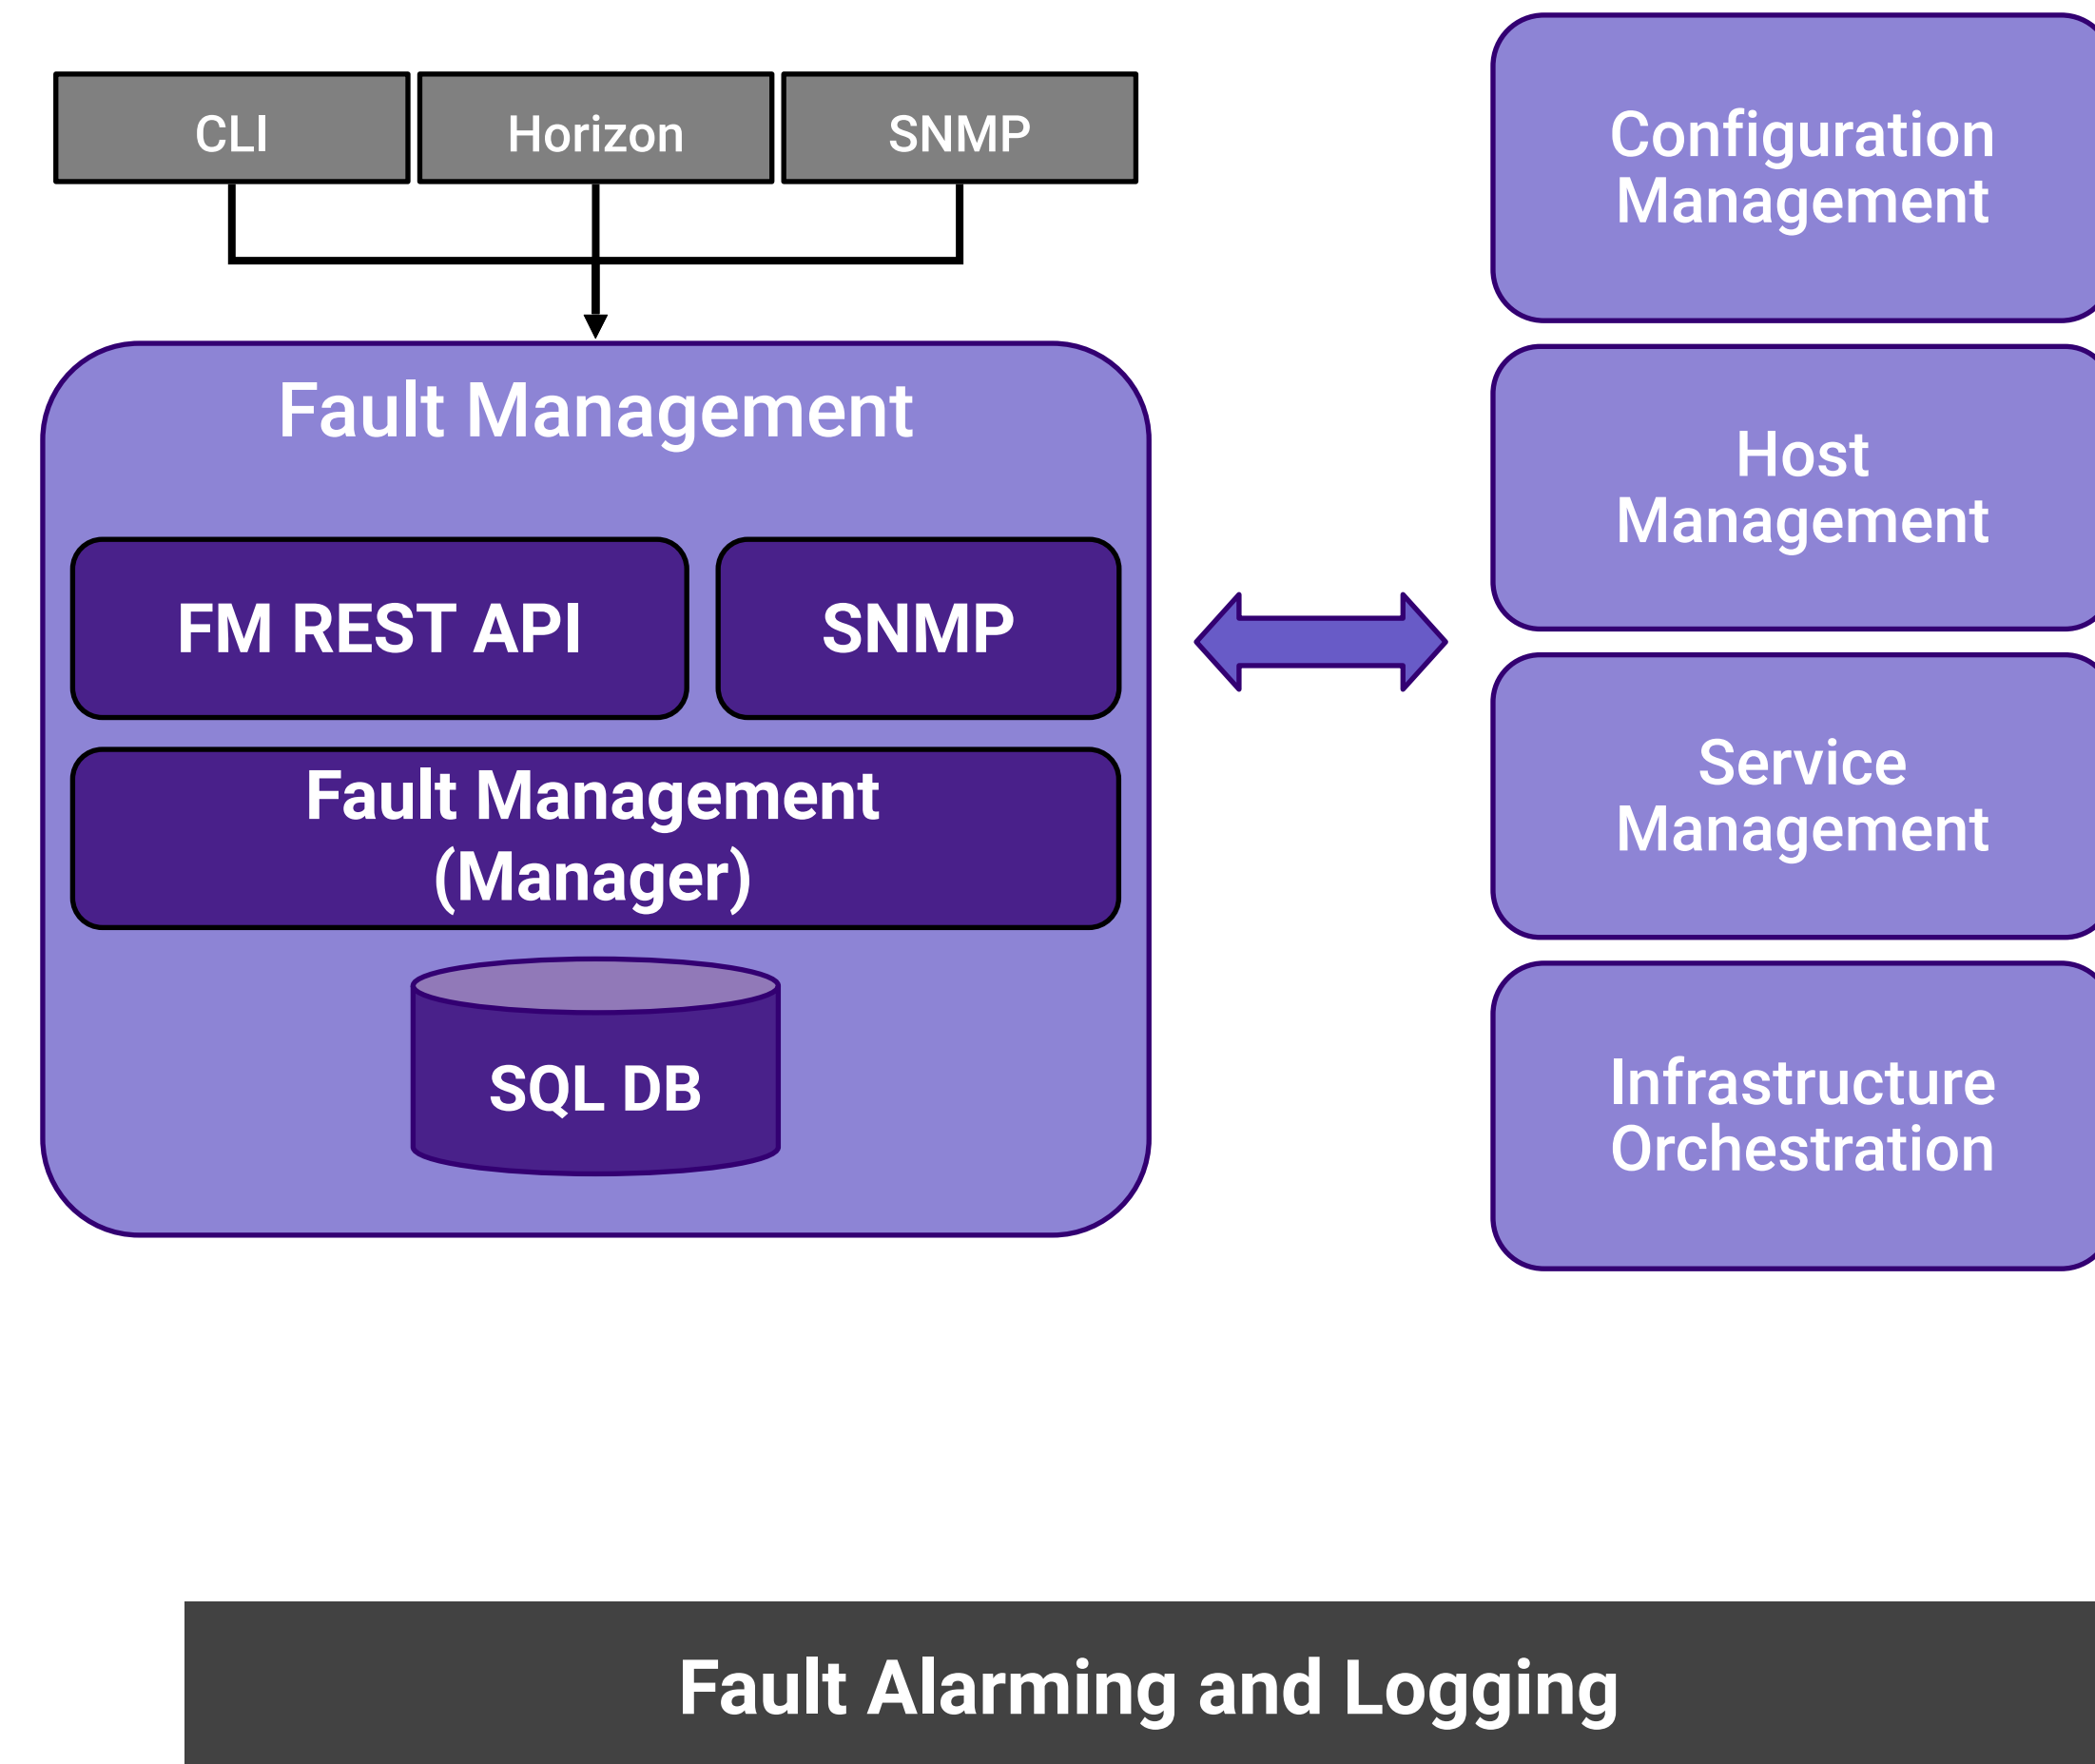 CLI
Horizon
SNMP
Fault Management
FM REST API
SNMP
Fault Management
(Manager)
SQL DB
Configuration
Management
Host
Management
Service
Management
Infrastructure
Orchestration
Fault Alarming and Logging